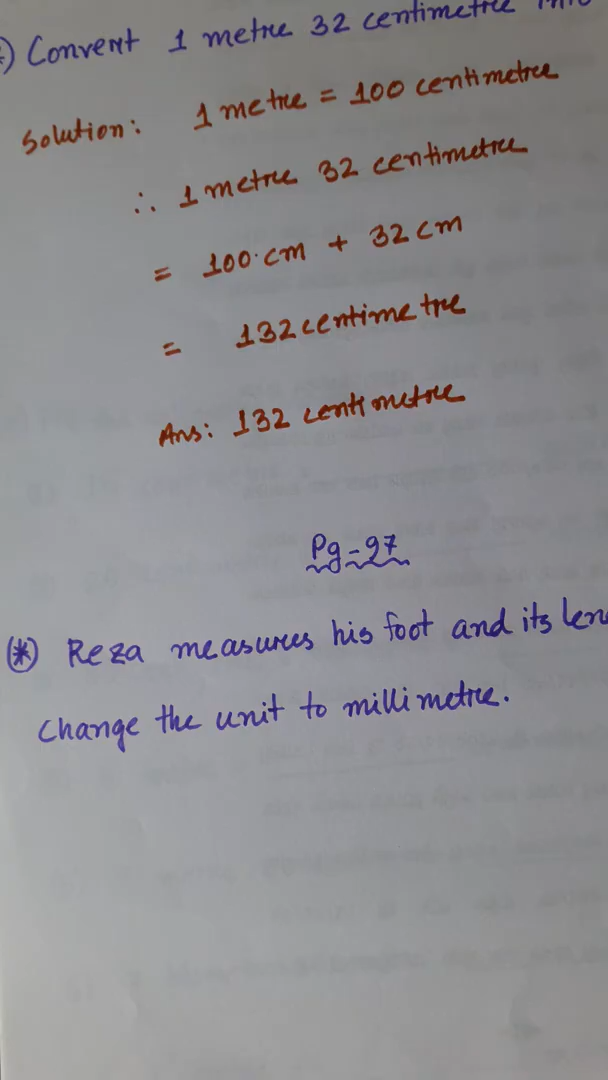 ) Convert 1 metre 32 centimetre
Solution: 1 metre = 100 centimetre
∴ 1 metre 32 centimetre
= 100 cm + 32 cm
= 132 centimetre
Ans: 132 centimetre
Pg-97
(*) Reza measures his foot and its
change the unit to millimetre.